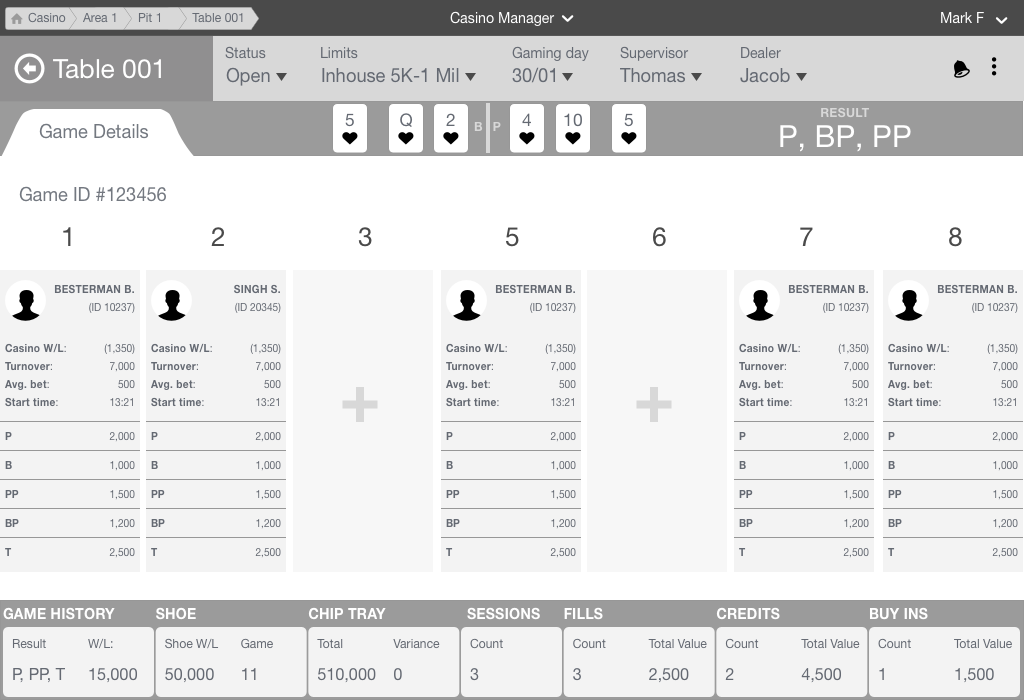 Casino Area 1 Pit 1 Table 001 Casino Manager Mark F
Table 001
Status Limits Gaming day Supervisor Dealer
Open Inhouse 5K-1 Mil 30/01 Thomas Jacob
Game Details
5 Q 2 B P 4 10 5
RESULT
P, BP, PP
Game ID #123456
1 2 3 5 6 7 8
BESTERMAN B. SINGH S. BESTERMAN B. BESTERMAN B. BESTERMAN B.
(ID 10237) (ID 20345) (ID 10237) (ID 10237) (ID 10237)
Casino W/L: (1,350) Casino W/L: (1,350) Casino W/L: (1,350) Casino W/L: (1,350) Casino W/L: (1,350)
Turnover: 7,000 Turnover: 7,000 Turnover: 7,000 Turnover: 7,000 Turnover: 7,000
Avg. bet: 500 Avg. bet: 500 Avg. bet: 500 Avg. bet: 500 Avg. bet: 500
Start time: 13:21 Start time: 13:21 Start time: 13:21 Start time: 13:21 Start time: 13:21
P 2,000 P 2,000 P 2,000 P 2,000 P 2,000
B 1,000 B 1,000 B 1,000 B 1,000 B 1,000
PP 1,500 PP 1,500 PP 1,500 PP 1,500 PP 1,500
BP 1,200 BP 1,200 BP 1,200 BP 1,200 BP 1,200
T 2,500 T 2,500 T 2,500 T 2,500 T 2,500
GAME HISTORY SHOE CHIP TRAY SESSIONS FILLS CREDITS BUY INS
Result W/L: Shoe W/L Game Total Variance Count Count Total Value Count Total Value Count Total Value
P, PP, T 15,000 50,000 11 510,000 0 3 3 2,500 2 4,500 1 1,500